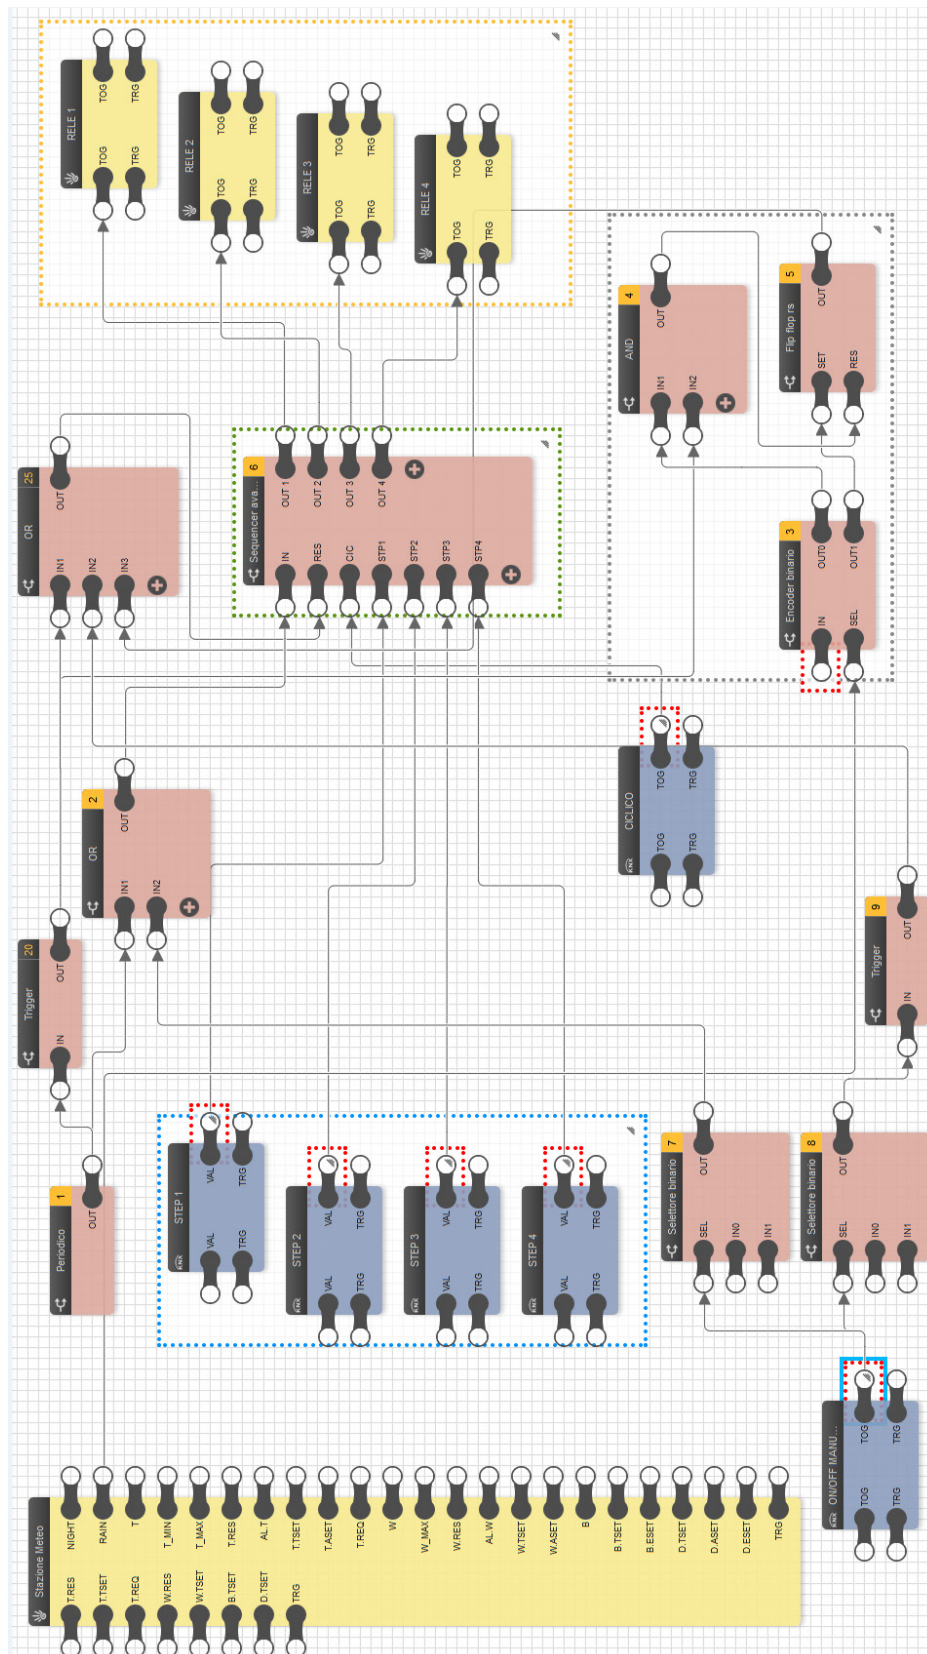 RELE 1
TOG
TRG
TOG
TRG
RELE 2
TOG
TRG
TOG
TRG
RELE 3
TOG
TRG
TOG
TRG
RELE 4
TOG
TRG
TOG
TRG
OR
25
IN1
IN2
IN3
OUT
Sequencer ava...
6
IN
RES
CIC
STP1
STP2
STP3
STP4
OUT 1
OUT 2
OUT 3
OUT 4
AND
4
IN1
IN2
OUT
Flip flop rs
5
SET
RES
OUT
Encoder binario
3
IN
SEL
OUT0
OUT1
OR
2
IN1
IN2
OUT
CICLICO
KNX
TOG
TRG
TOG
TRG
Trigger
20
IN
OUT
Trigger
9
IN
OUT
Periodico
1
OUT
STEP 1
KNX
VAL
TRG
VAL
TRG
STEP 2
KNX
VAL
TRG
VAL
TRG
STEP 3
KNX
VAL
TRG
VAL
TRG
STEP 4
KNX
VAL
TRG
VAL
TRG
Selettore binario
7
SEL
IN0
IN1
OUT
Selettore binario
8
SEL
IN0
IN1
OUT
Stazione Meteo
T.RES
T.TSET
T.REQ
W.RES
W.TSET
B.TSET
D.TSET
TRG
NIGHT
RAIN
T
T_MIN
T_MAX
T.RES
AL.T
T.TSET
T.ASET
T.REQ
W
W_MAX
W.RES
AL.W
W.TSET
W.ASET
B
B.TSET
B.ESET
D.TSET
D.ASET
D.ESET
TRG
ON/OFF MANU...
KNX
TOG
TRG
TOG
TRG